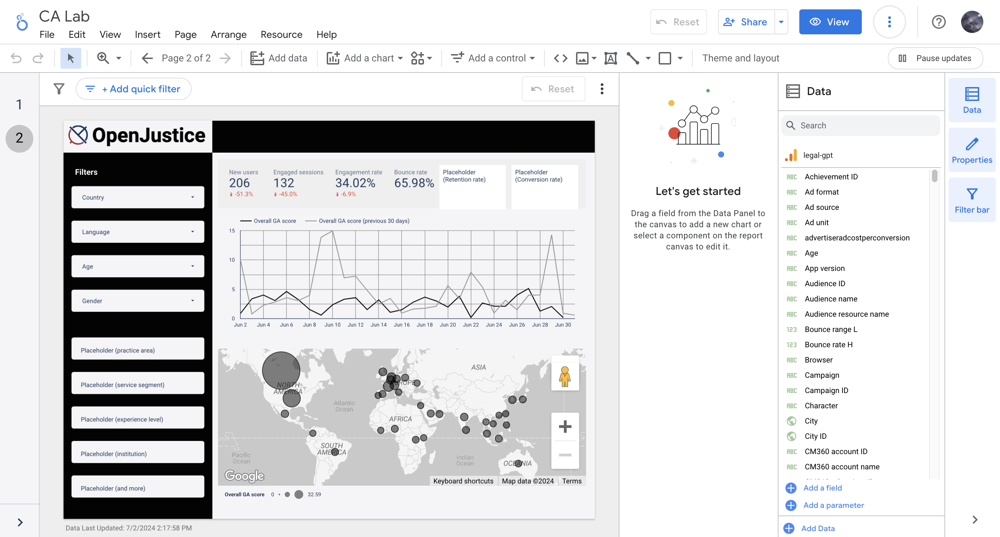 CA Lab
File Edit View Insert Page Arrange Resource Help
Reset
Share
View
Page 2 of 2
Add data
Add a chart
Add a control
Theme and layout
Pause updates
1
2
+ Add quick filter
Reset
OpenJustice
Filters
Country
Language
Age
Gender
Placeholder (practice area)
Placeholder (service segment)
Placeholder (experience level)
Placeholder (institution)
Placeholder (and more)
New users
206
-51.3%
Engaged sessions
132
-45.0%
Engagement rate
34.02%
-6.9%
Bounce rate
65.98%
Placeholder
(Retention rate)
Placeholder
(Conversion rate)
Overall GA score
Overall GA score (previous 30 days)
15
10
5
0
Jun 2 Jun 4 Jun 6 Jun 8 Jun 10 Jun 12 Jun 14 Jun 16 Jun 18 Jun 20 Jun 22 Jun 24 Jun 26 Jun 28 Jun 30
ASIA
NORTH
AMERICA
EUROPE
Atlantic
Ocean
AFRICA
SOUTH
AMERICA
Pacific
Ocean
Indian
Ocean
OCEANIA
Google
Keyboard shortcuts
Map data ©2024
Terms
Overall GA score 0 32.59
Data Last Updated: 7/2/2024 2:17:58 PM
Let's get started
Drag a field from the Data Panel to
the canvas to add a new chart or
select a component on the report
canvas to edit it.
Data
Search
legal-gpt
ABC Achievement ID
ABC Ad format
ABC Ad source
ABC Ad unit
ABC advertiseradcostperconversion
ABC Age
ABC App version
ABC Audience ID
ABC Audience name
ABC Audience resource name
123 Bounce range L
123 Bounce rate H
ABC Browser
ABC Campaign
ABC Campaign ID
ABC Character
City
City ID
ABC CM360 account ID
ABC CM360 account name
Add a field
Add a parameter
Add Data
Data
Properties
Filter bar